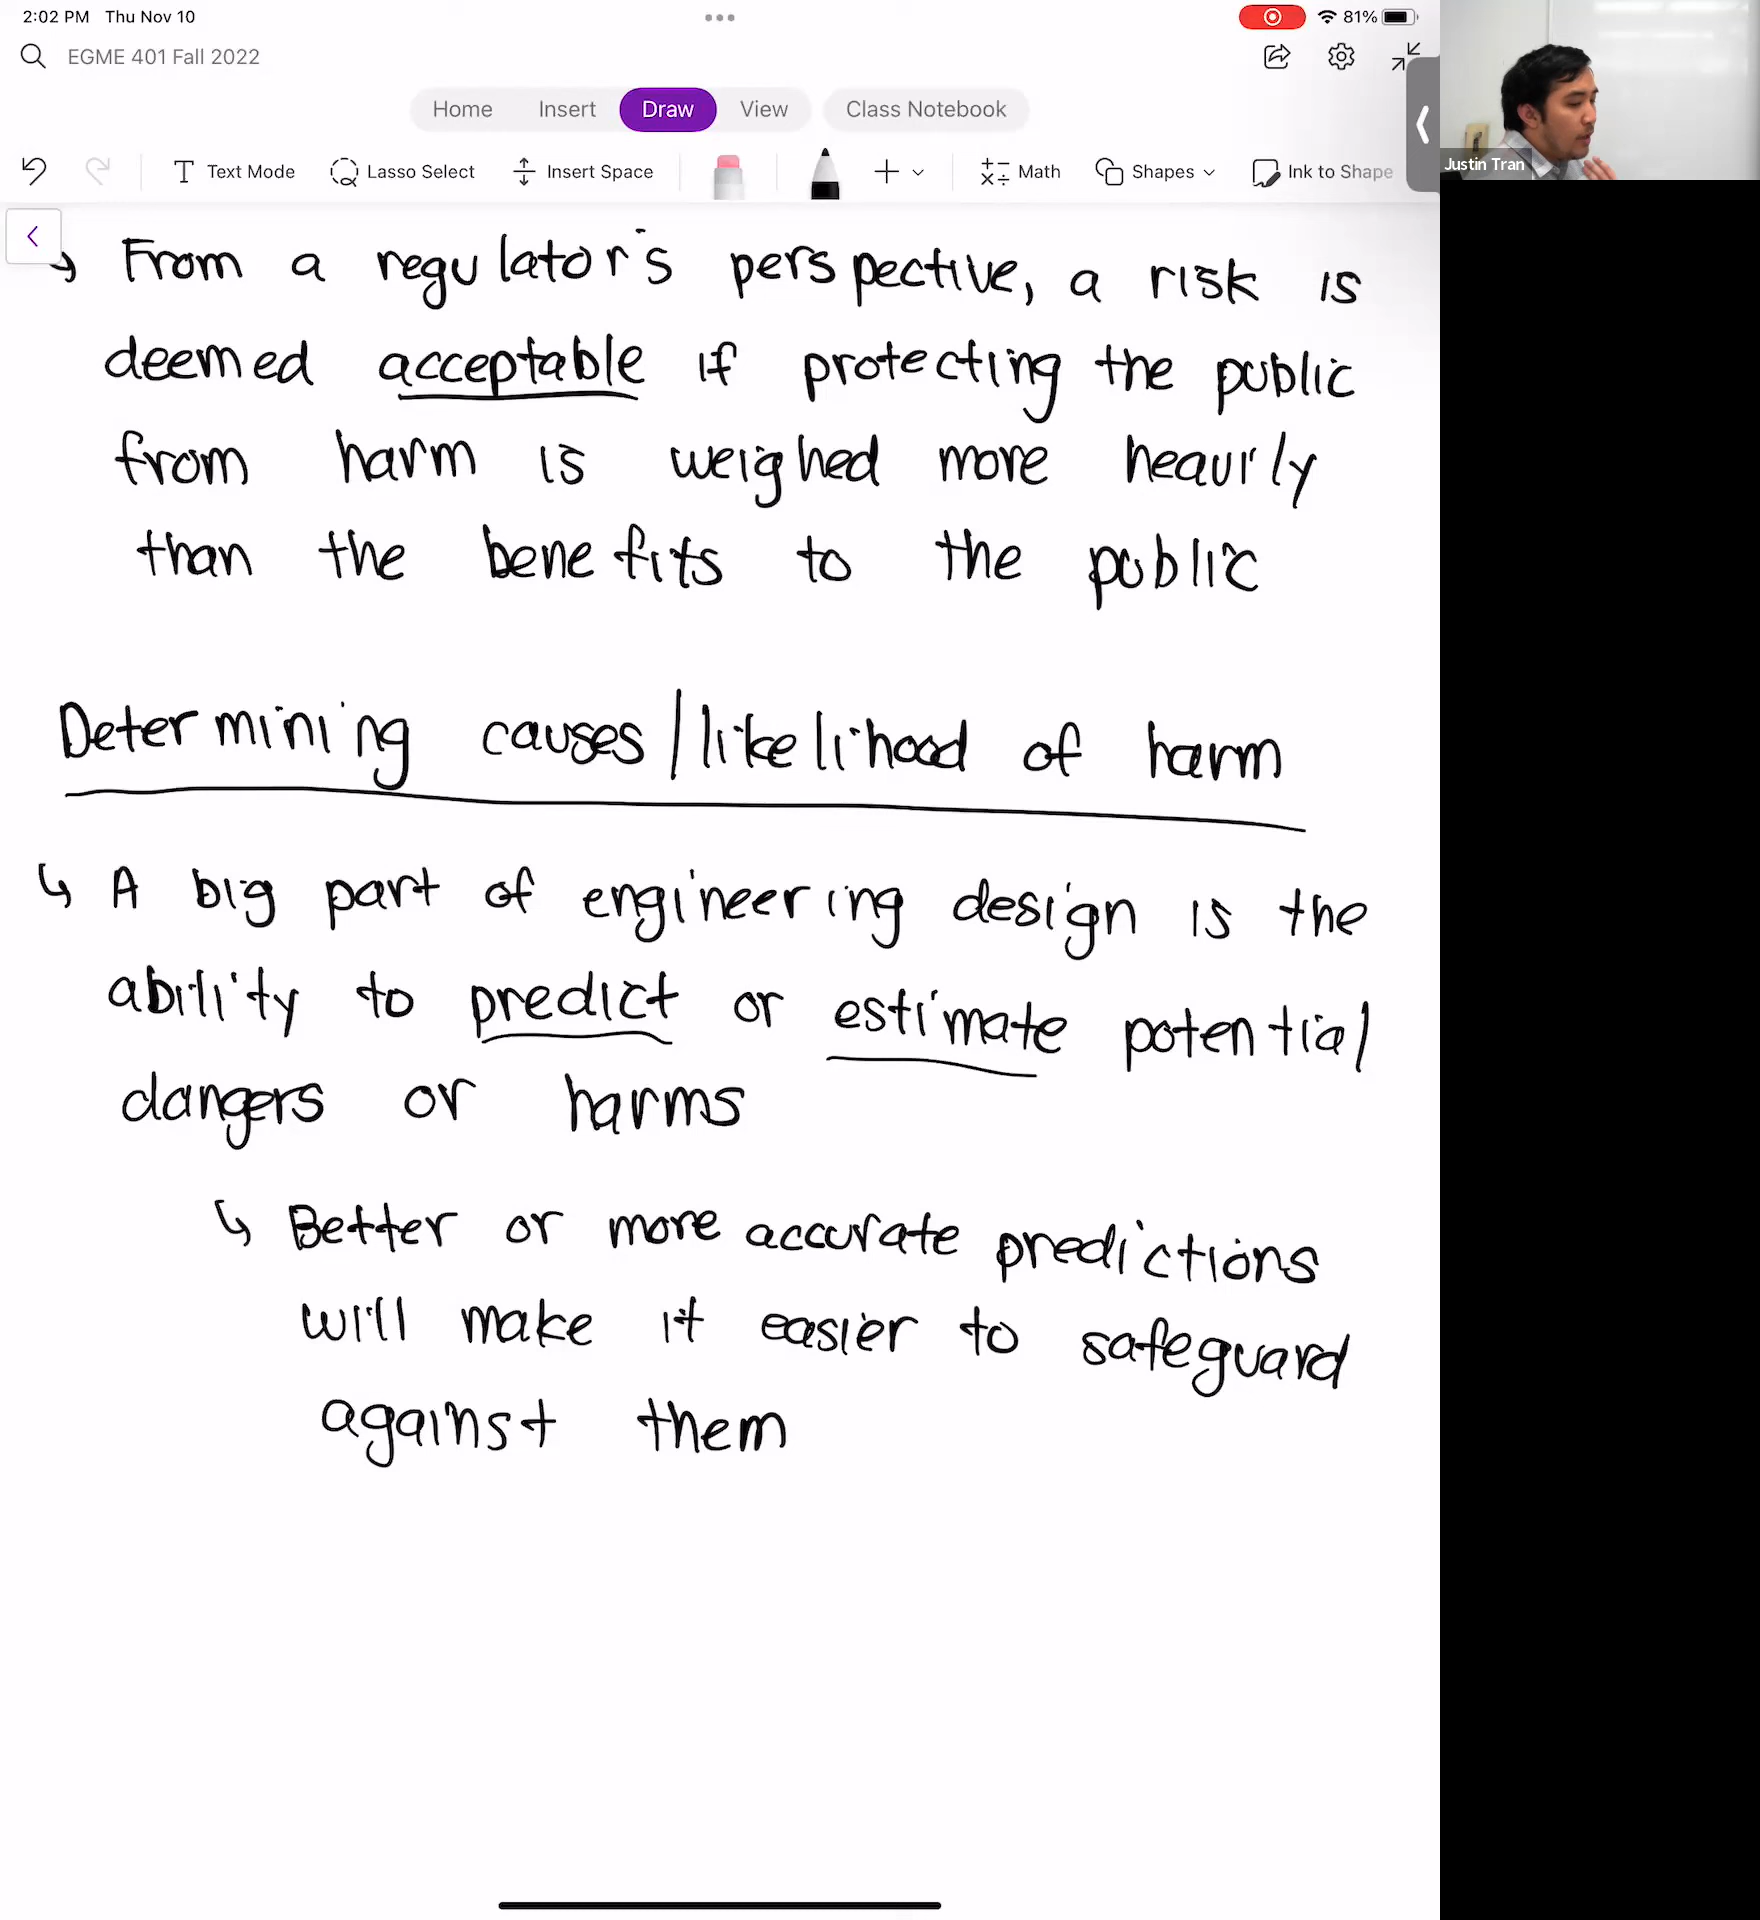 2:02 PM Thu Nov 10
81%
EGME 401 Fall 2022
Home Insert Draw View Class Notebook
Text Mode Lasso Select Insert Space Math Shapes Ink to Shape
Justin Tran
From a regulator's perspective, a risk is
deemed acceptable if protecting the public
from harm is weighed more heavily
than the benefits to the public
Determining causes/likelihood of harm
↳ A big part of engineering design is the
ability to predict or estimate potential
dangers or harms
↳ Better or more accurate predictions
will make it easier to safeguard
against them